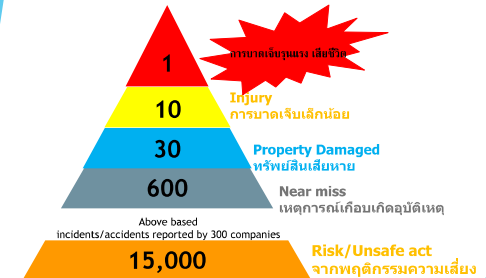 1
การบาดเจ็บรุนแรง เสียชีวิต
10
Injury
การบาดเจ็บเล็กน้อย
30
Property Damaged
ทรัพย์สินเสียหาย
600
Near miss
เหตุการณ์เกือบเกิดอุบัติเหตุ
Above based
incidents/accidents reported by 300 companies
15,000
Risk/Unsafe act
จากพฤติกรรมความเสี่ยง